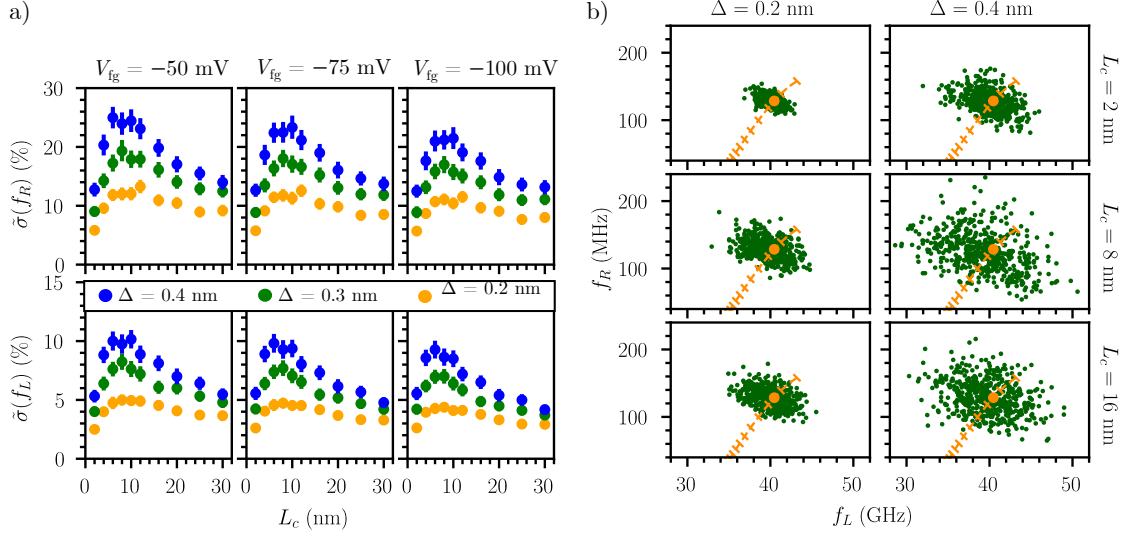 a)
V_fg = −50 mV
V_fg = −75 mV
V_fg = −100 mV
30
20
10
0
σ̃(f_R) (%)
15
10
5
0
σ̃(f_L) (%)
Δ = 0.4 nm
Δ = 0.3 nm
Δ = 0.2 nm
0 10 20 30
0 10 20 30
0 10 20 30
L_c (nm)
b)
Δ = 0.2 nm
Δ = 0.4 nm
200
100
L_c = 2 nm
200
100
L_c = 8 nm
200
100
L_c = 16 nm
f_R (MHz)
30 40 50
30 40 50
f_L (GHz)